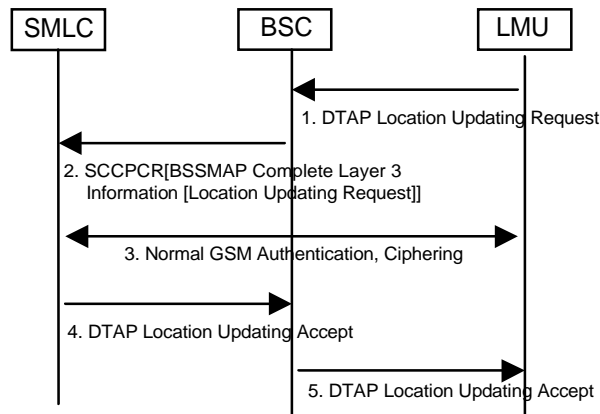 SMLC
BSC
LMU
1. DTAP Location Updating Request
2. SCCPCR[BSSMAP Complete Layer 3
Information [Location Updating Request]]
3. Normal GSM Authentication, Ciphering
4. DTAP Location Updating Accept
5. DTAP Location Updating Accept